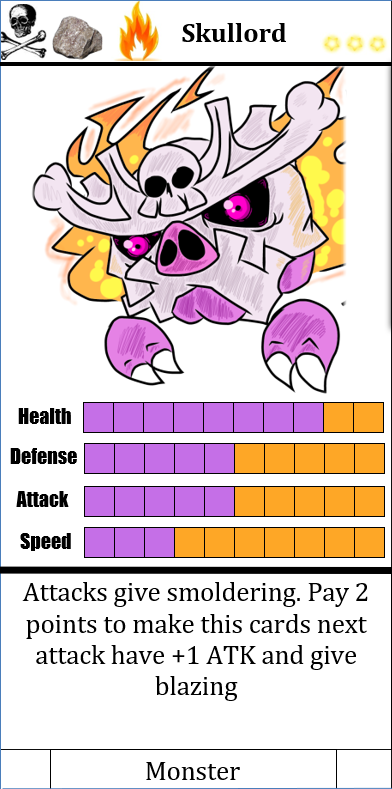 Skullord
Health
Defense
Attack
Speed
Attacks give smoldering. Pay 2
points to make this cards next
attack have +1 ATK and give
blazing
Monster